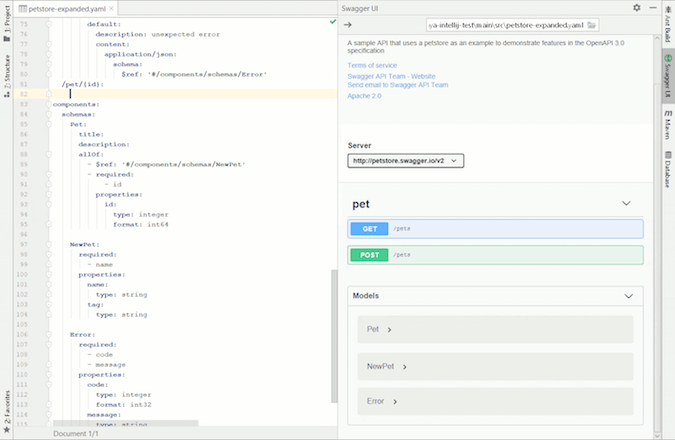 1: Project
7: Structure
2: Favorites
petstore-expanded.yaml
75 default:
76 description: unexpected error
77 content:
78 application/json:
79 schema:
80 $ref: '#/components/schemas/Error'
81 /pet/{id}:
82
83 components:
84 schemas:
85 Pet:
86 title:
87 description:
88 allOf:
89 - $ref: '#/components/schemas/NewPet'
90 - required:
91 - id
92 properties:
93 id:
94 type: integer
95 format: int64
96
97 NewPet:
98 required:
99 - name
100 properties:
101 name:
102 type: string
103 tag:
104 type: string
105
106 Error:
107 required:
108 - code
109 - message
110 properties:
111 code:
112 type: integer
113 format: int32
114 message:
115 type: string
Document 1/1
Swagger UI
ya-intellij-test\main\src\petstore-expanded.yaml
A sample API that uses a petstore as an example to demonstrate features in the OpenAPI 3.0
specification
Terms of service
Swagger API Team - Website
Send email to Swagger API Team
Apache 2.0
Server
http://petstore.swagger.io/v2
pet
GET /pets
POST /pets
Models
Pet
NewPet
Error
Ant Build
Swagger UI
Maven
Database